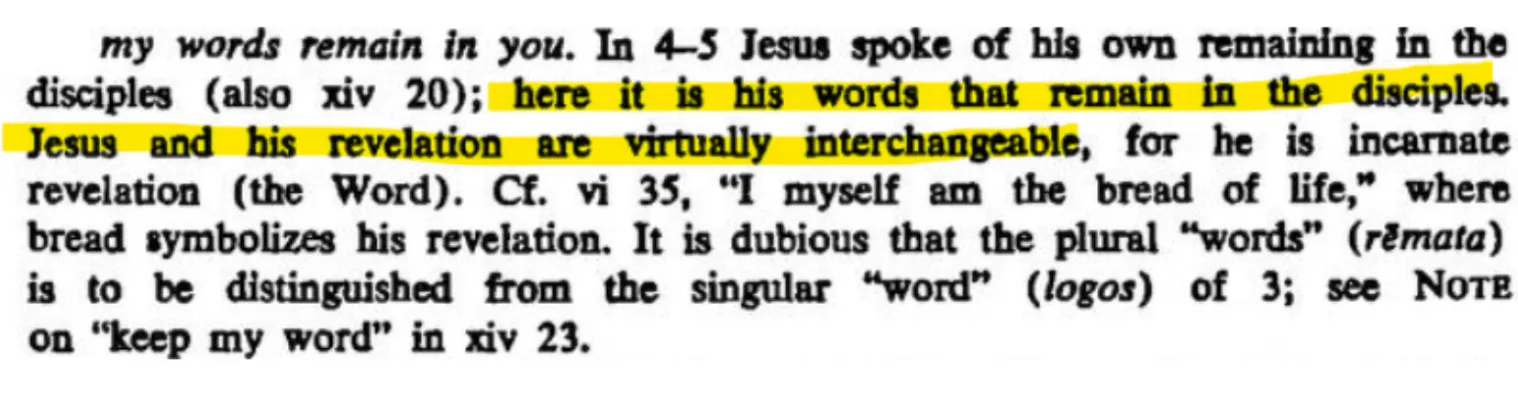 my words remain in you. In 4–5 Jesus spoke of his own remaining in the
disciples (also xiv 20); here it is his words that remain in the disciples.
Jesus and his revelation are virtually interchangeable, for he is incarnate
revelation (the Word). Cf. vi 35, “I myself am the bread of life,” where
bread symbolizes his revelation. It is dubious that the plural “words” (rēmata)
is to be distinguished from the singular “word” (logos) of 3; see NOTE
on “keep my word” in xiv 23.